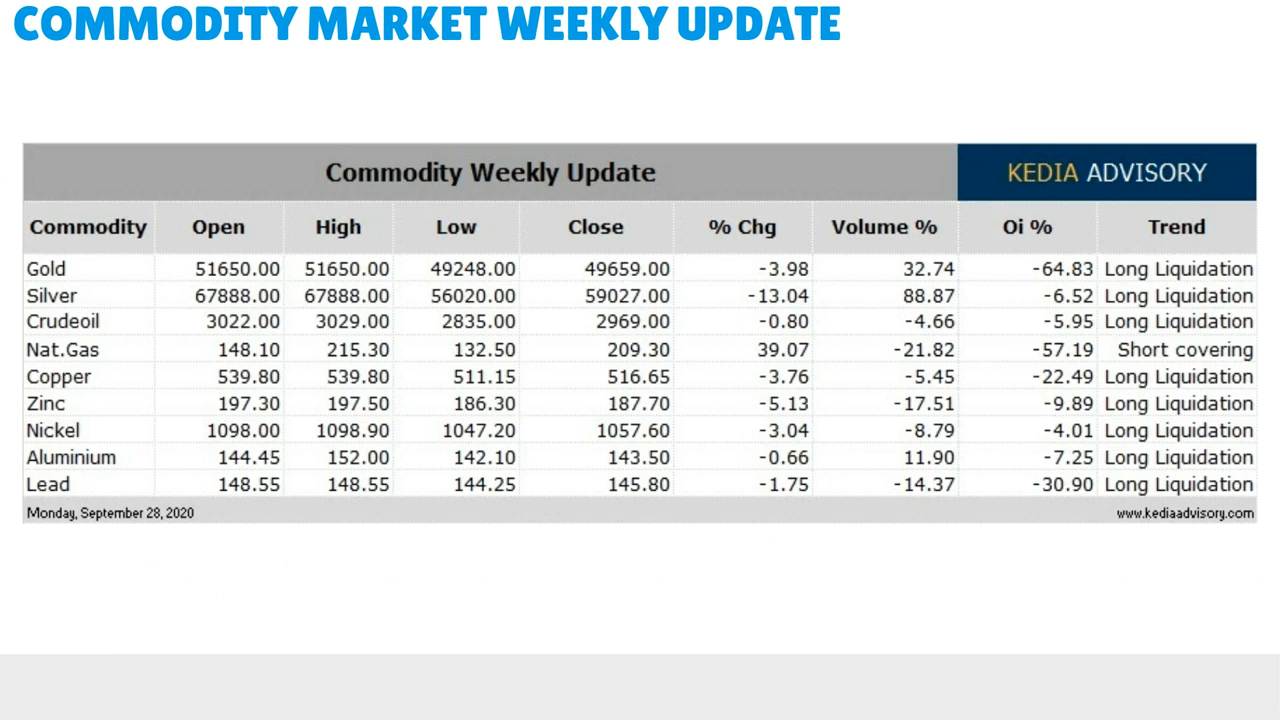 COMMODITY MARKET WEEKLY UPDATE
Commodity Weekly Update KEDIA ADVISORY
Commodity Open High Low Close % Chg Volume % Oi % Trend
Gold 51650.00 51650.00 49248.00 49659.00 -3.98 32.74 -64.83 Long Liquidation
Silver 67888.00 67888.00 56020.00 59027.00 -13.04 88.87 -6.52 Long Liquidation
Crudeoil 3022.00 3029.00 2835.00 2969.00 -0.80 -4.66 -5.95 Long Liquidation
Nat.Gas 148.10 215.30 132.50 209.30 39.07 -21.82 -57.19 Short covering
Copper 539.80 539.80 511.15 516.65 -3.76 -5.45 -22.49 Long Liquidation
Zinc 197.30 197.50 186.30 187.70 -5.13 -17.51 -9.89 Long Liquidation
Nickel 1098.00 1098.90 1047.20 1057.60 -3.04 -8.79 -4.01 Long Liquidation
Aluminium 144.45 152.00 142.10 143.50 -0.66 11.90 -7.25 Long Liquidation
Lead 148.55 148.55 144.25 145.80 -1.75 -14.37 -30.90 Long Liquidation
Monday, September 28, 2020 www.kediaadvisory.com